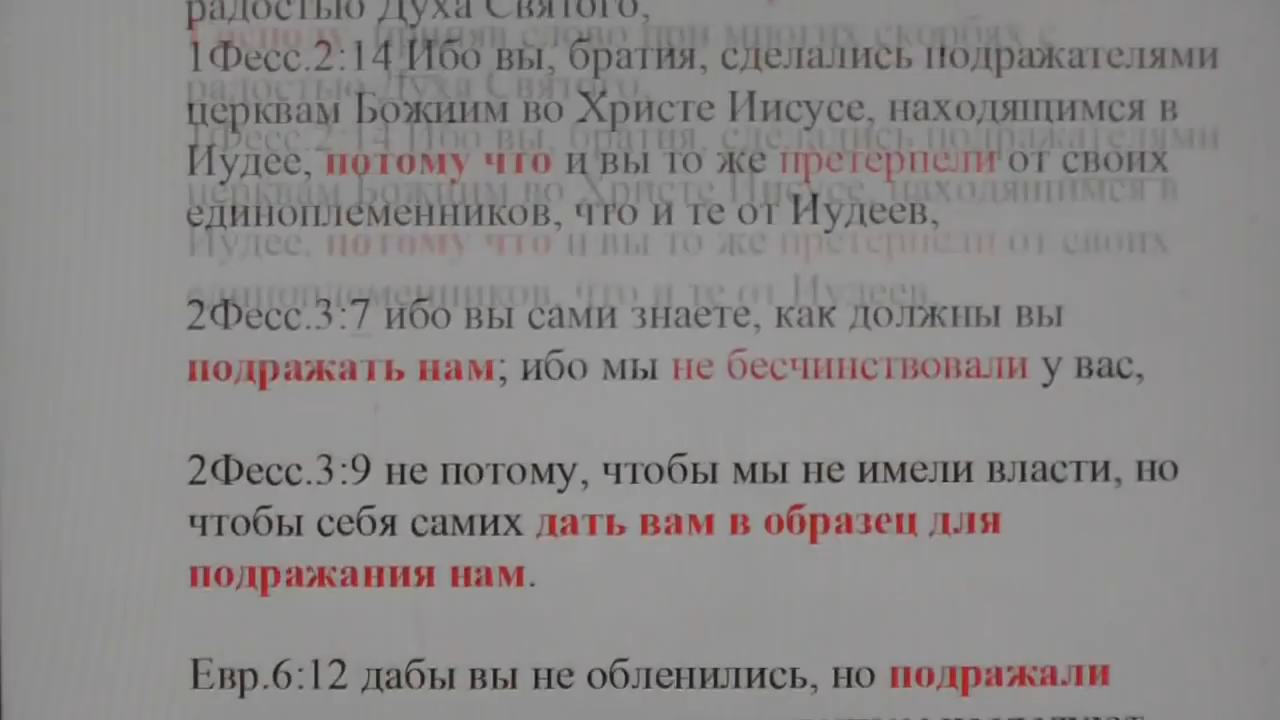 радостью Духа Святого,
1Фесс.2:14 Ибо вы, братия, сделались подражателями
церквам Божиим во Христе Иисусе, находящимся в
Иудее, потому что и вы то же претерпели от своих
единоплеменников, что и те от Иудеев,
2Фесс.3:7 ибо вы сами знаете, как должны вы
подражать нам; ибо мы не бесчинствовали у вас,
2Фесс.3:9 не потому, чтобы мы не имели власти, но
чтобы себя самих дать вам в образец для
подражания нам.
Евр.6:12 дабы вы не обленились, но подражали